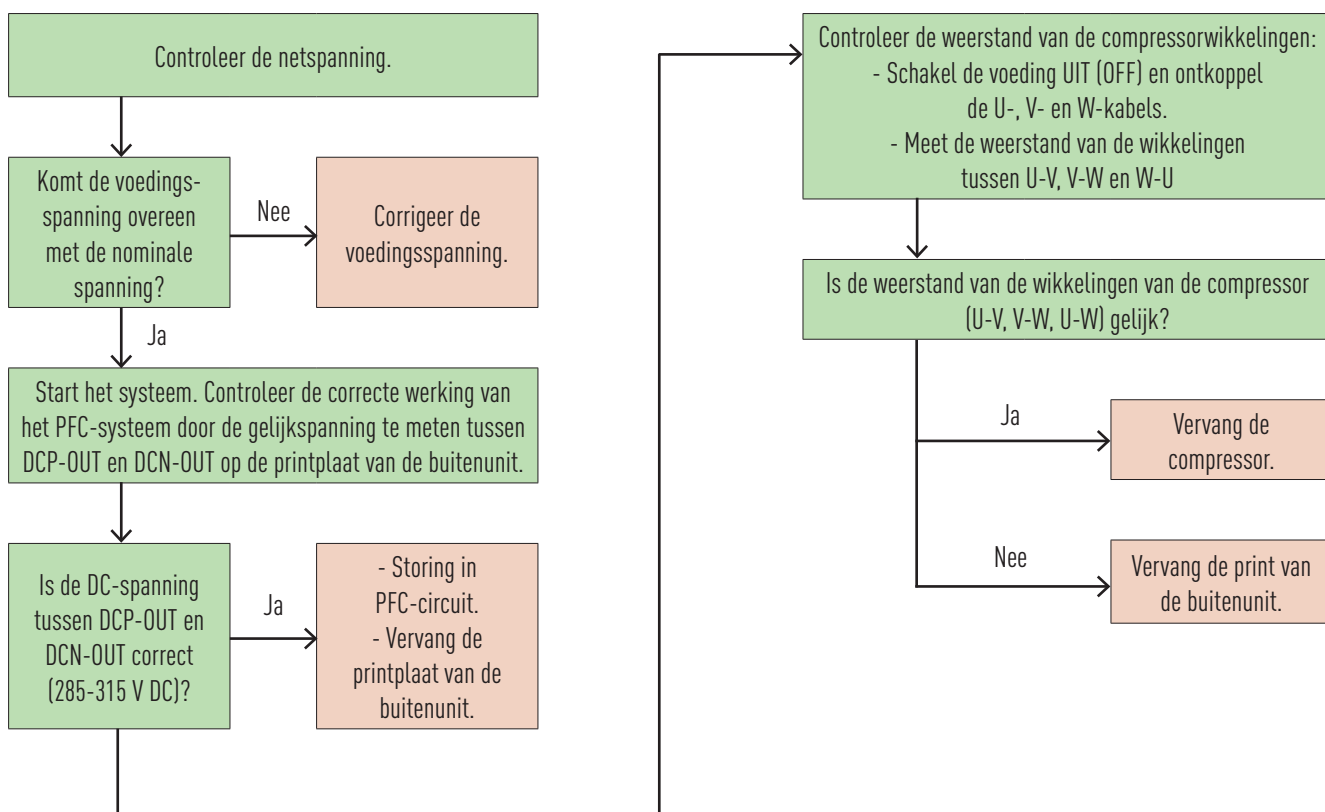 Controleer de netspanning.
Komt de voedings-
spanning overeen
met de nominale
spanning?
Nee
Corrigeer de
voedingsspanning.
Ja
Start het systeem. Controleer de correcte werking van
het PFC-systeem door de gelijkspanning te meten tussen
DCP-OUT en DCN-OUT op de printplaat van de buitenunit.
Is de DC-spanning
tussen DCP-OUT en
DCN-OUT correct
(285-315 V DC)?
Ja
- Storing in
PFC-circuit.
- Vervang de
printplaat van de
buitenunit.
Controleer de weerstand van de compressorwikkelingen:
- Schakel de voeding UIT (OFF) en ontkoppel
de U-, V- en W-kabels.
- Meet de weerstand van de wikkelingen
tussen U-V, V-W en W-U
Is de weerstand van de wikkelingen van de compressor
(U-V, V-W, U-W) gelijk?
Ja
Vervang de
compressor.
Nee
Vervang de print van
de buitenunit.